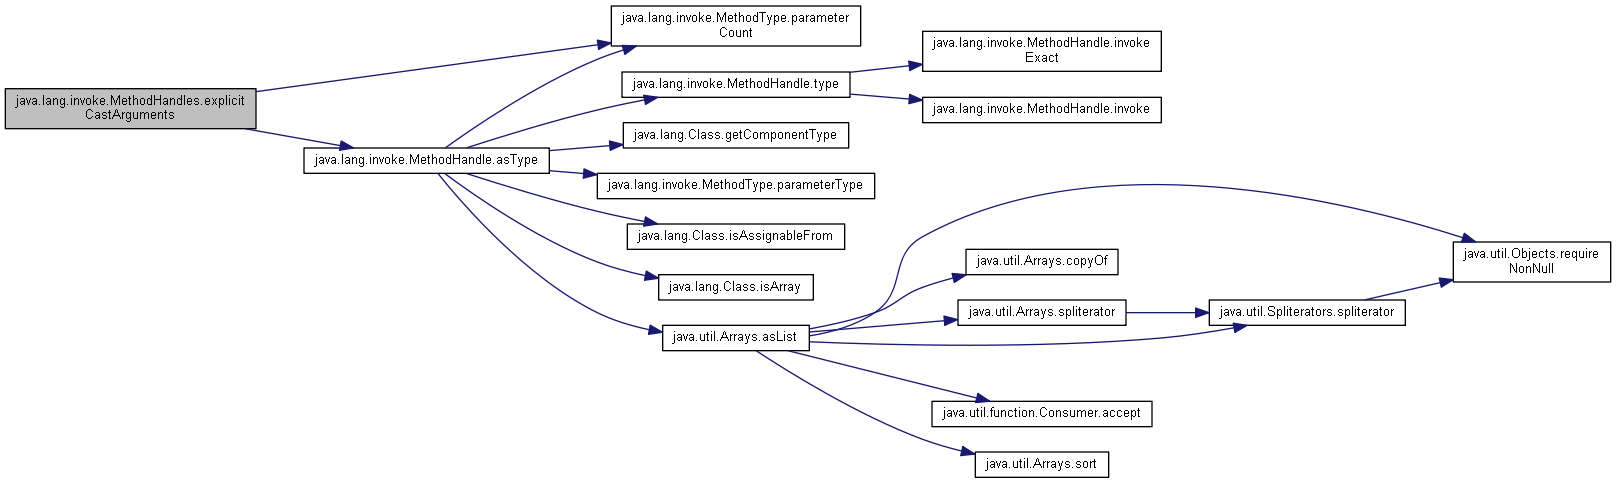 java.lang.invoke.MethodHandles.explicit
CastArguments
java.lang.invoke.MethodType.parameter
Count
java.lang.invoke.MethodHandle.asType
java.lang.invoke.MethodHandle.type
java.lang.invoke.MethodHandle.invoke
Exact
java.lang.invoke.MethodHandle.invoke
java.lang.Class.getComponentType
java.lang.invoke.MethodType.parameterType
java.lang.Class.isAssignableFrom
java.lang.Class.isArray
java.util.Arrays.asList
java.util.Arrays.copyOf
java.util.Arrays.spliterator
java.util.Spliterators.spliterator
java.util.Objects.require
NonNull
java.util.function.Consumer.accept
java.util.Arrays.sort